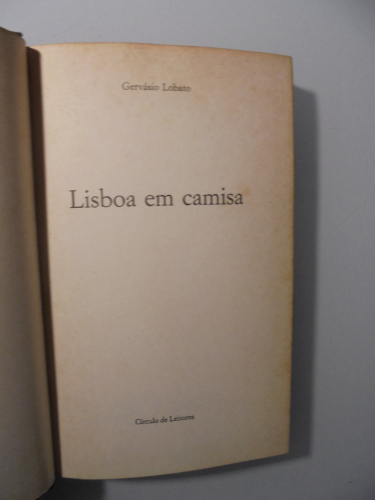 Gervásio Lobato
Lisboa em camisa
Círculo de Leitores